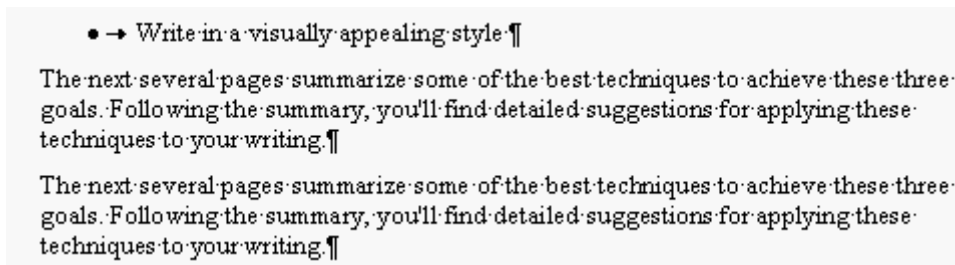 • → Write in a visually appealing style ¶
The next several pages summarize some of the best techniques to achieve these three
goals. Following the summary, you'll find detailed suggestions for applying these
techniques to your writing.¶
The next several pages summarize some of the best techniques to achieve these three
goals. Following the summary, you'll find detailed suggestions for applying these
techniques to your writing.¶